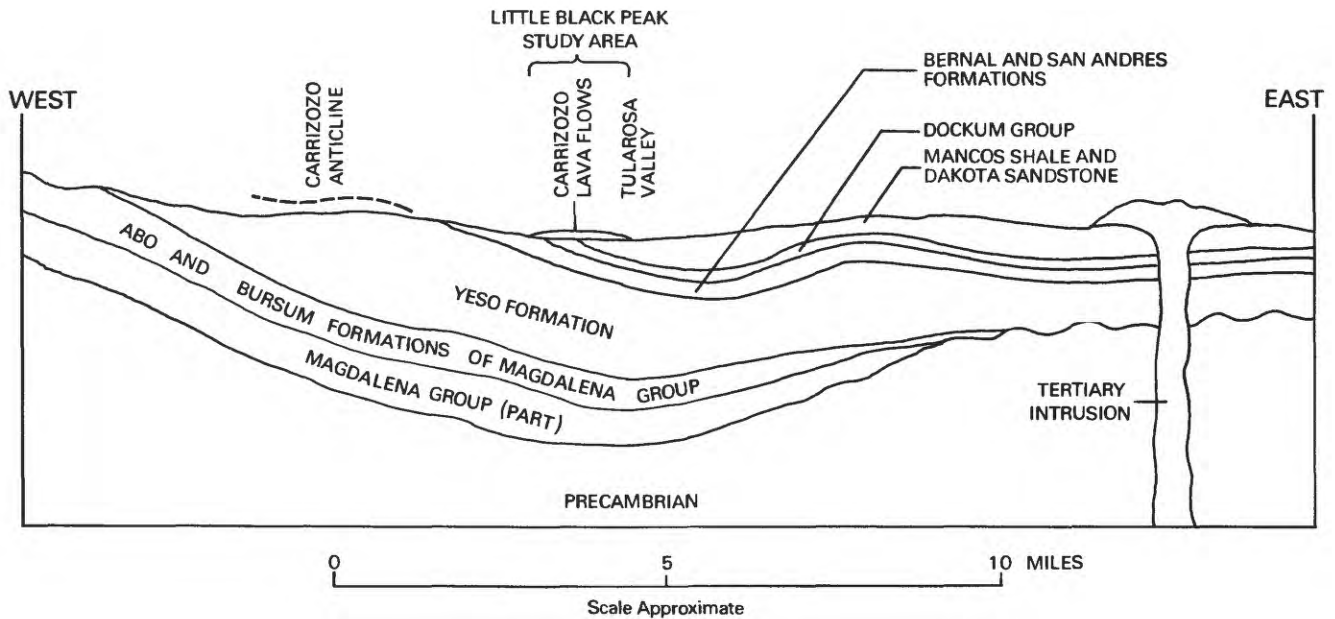 LITTLE BLACK PEAK
STUDY AREA
WEST
EAST
CARRIZOZO
ANTICLINE
CARRIZOZO
LAVA FLOWS
TULAROSA
VALLEY
BERNAL AND SAN ANDRES
FORMATIONS
DOCKUM GROUP
MANCOS SHALE AND
DAKOTA SANDSTONE
YESO FORMATION
ABO AND BURSUM FORMATIONS OF MAGDALENA GROUP
MAGDALENA GROUP (PART)
TERTIARY
INTRUSION
PRECAMBRIAN
0 5 10 MILES
Scale Approximate